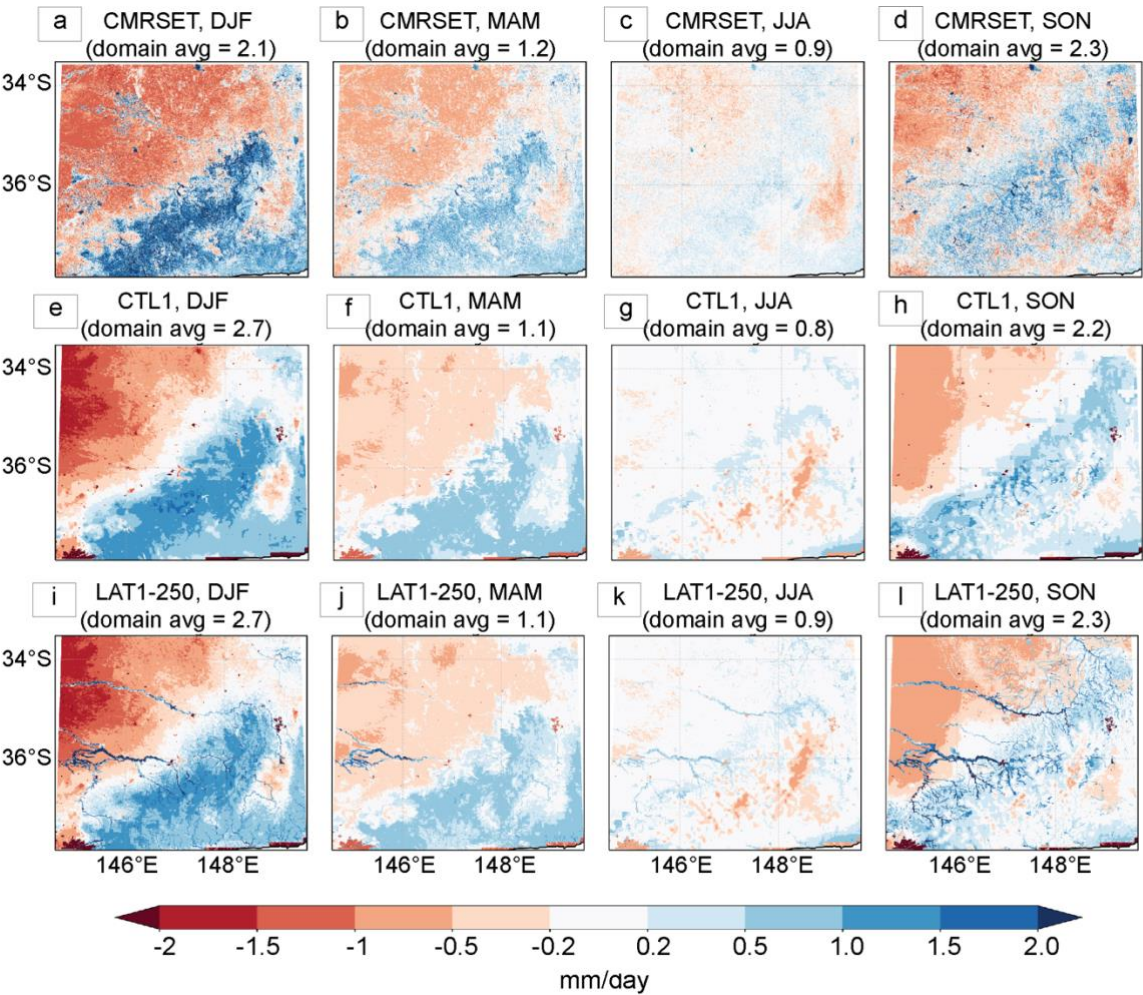 a CMRSET, DJF
(domain avg = 2.1)
b CMRSET, MAM
(domain avg = 1.2)
c CMRSET, JJA
(domain avg = 0.9)
d CMRSET, SON
(domain avg = 2.3)
34°S
36°S
e CTL1, DJF
(domain avg = 2.7)
f CTL1, MAM
(domain avg = 1.1)
g CTL1, JJA
(domain avg = 0.8)
h CTL1, SON
(domain avg = 2.2)
34°S
36°S
i LAT1-250, DJF
(domain avg = 2.7)
j LAT1-250, MAM
(domain avg = 1.1)
k LAT1-250, JJA
(domain avg = 0.9)
l LAT1-250, SON
(domain avg = 2.3)
34°S
36°S
146°E 148°E 146°E 148°E 146°E 148°E 146°E 148°E
-2 -1.5 -1 -0.5 -0.2 0.2 0.5 1.0 1.5 2.0
mm/day